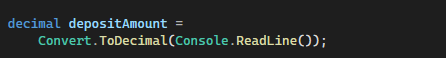 decimal depositAmount =
Convert.ToDecimal(Console.ReadLine());